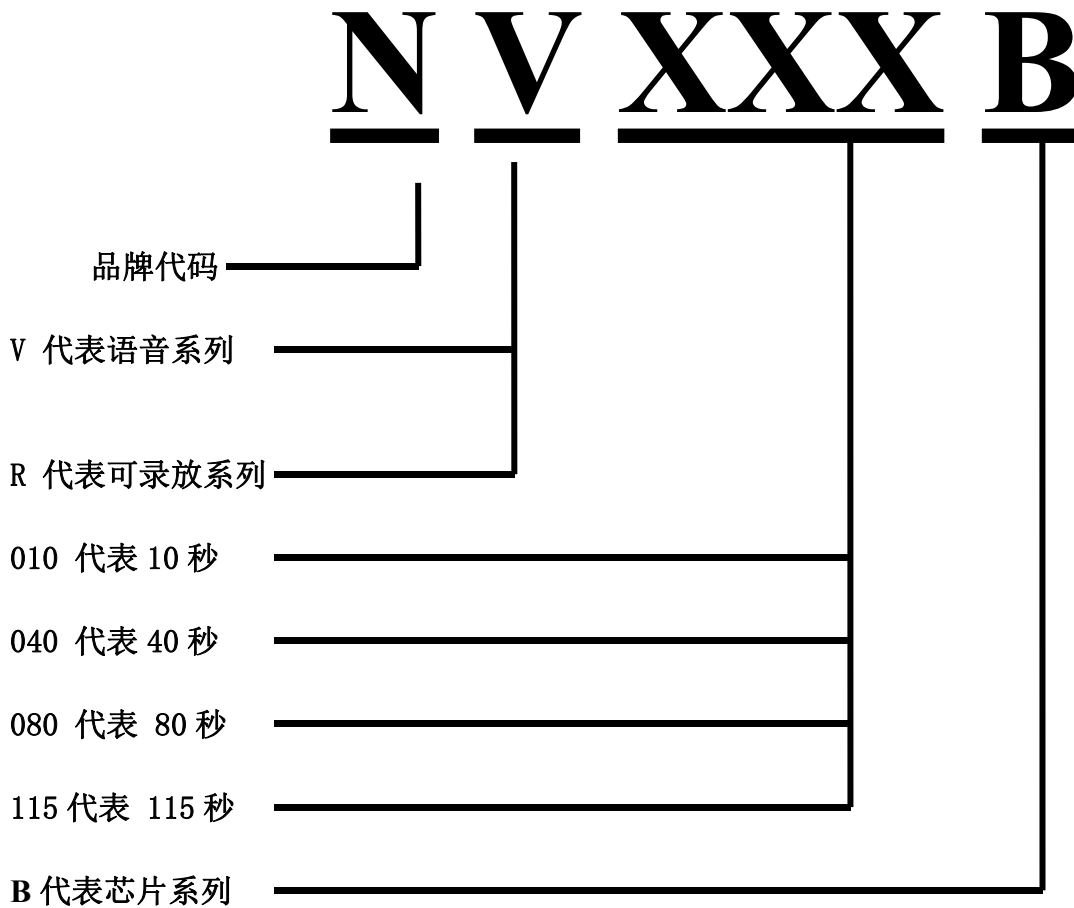 N V XXX B
品牌代码
V 代表语音系列
R 代表可录放系列
010 代表 10 秒
040 代表 40 秒
080 代表 80 秒
115 代表 115 秒
B 代表芯片系列